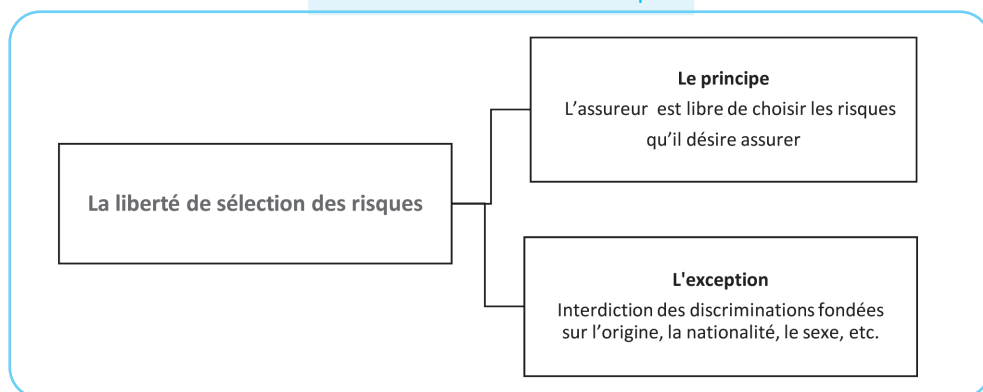 La liberté de sélection des risques
Le principe
L’assureur est libre de choisir les risques
qu’il désire assurer
L'exception
Interdiction des discriminations fondées
sur l’origine, la nationalité, le sexe, etc.